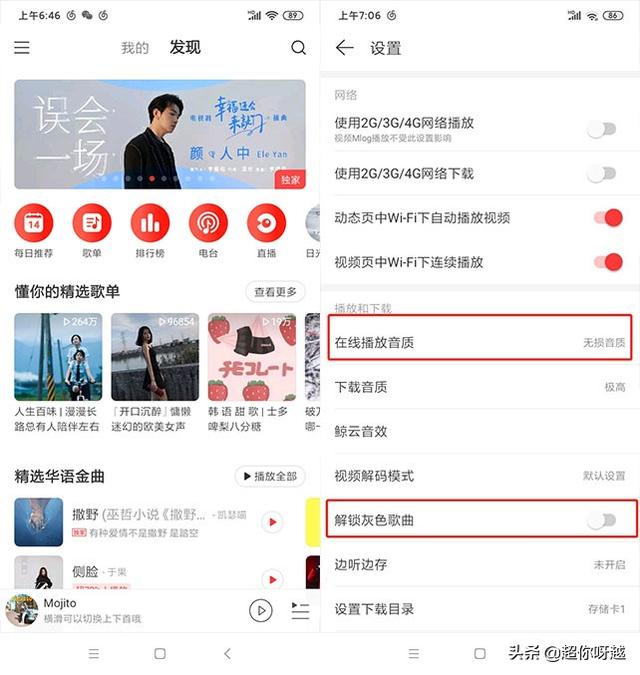 上午6:46
HD
89
我的 发现
误会
一场
电视剧
幸福还会
来敲门
插曲
颜人中 Ele Yan
独家
14
每日推荐 歌单 排行榜 电台 直播
懂你的精选歌单 查看更多
264万 96854 19万
チモコレート
人生百味 | 漫漫长
路总有人陪伴左右
「开口沉醉」慵懒
迷幻的欧美女声
韩语甜歌 | 士多
啤梨八分糖
精选华语金曲 播放全部
撒野 (巫哲小说《撒野... - 凯瑟喵
独家 有种爱情不是撒野 是踏空
侧脸 - 于果
Mojito
横滑可以切换上下首哦
上午7:06
HD
86
设置
网络
使用2G/3G/4G网络播放
视频Mlog播放不受此设置影响
使用2G/3G/4G网络下载
动态页中Wi-Fi下自动播放视频
视频页中Wi-Fi下连续播放
播放和下载
在线播放音质 无损音质
下载音质 极高
鲸云音效
视频解码模式 默认设置
解锁灰色歌曲
边听边存 未开启
设置下载目录 存储卡1
头条 @超你呀越